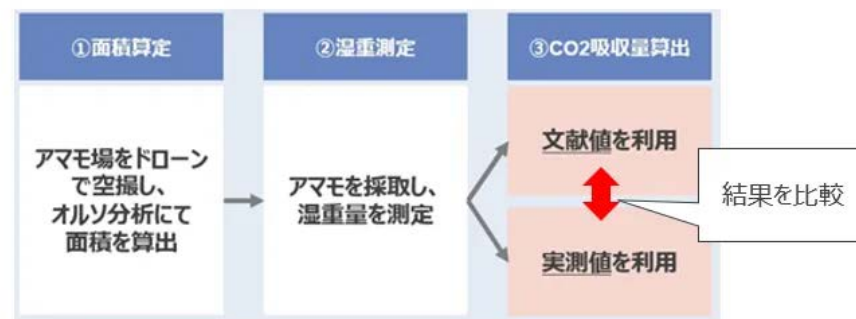 ①面積算定
②湿重測定
③CO2吸収量算出
アマモ場をドローン
で空撮し、
オルソ分析にて
面積を算出
アマモを採取し、
湿重量を測定
文献値を利用
実測値を利用
結果を比較